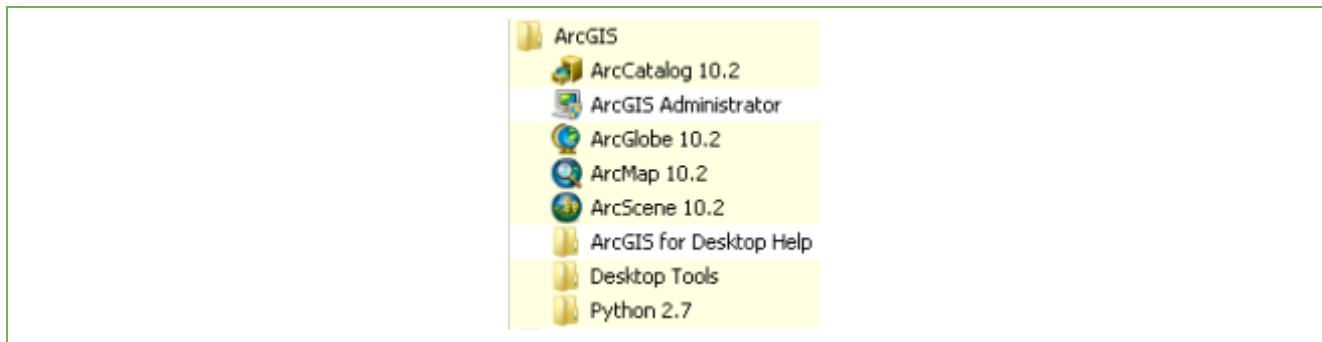 ArcGIS
ArcCatalog 10.2
ArcGIS Administrator
ArcGlobe 10.2
ArcMap 10.2
ArcScene 10.2
ArcGIS for Desktop Help
Desktop Tools
Python 2.7